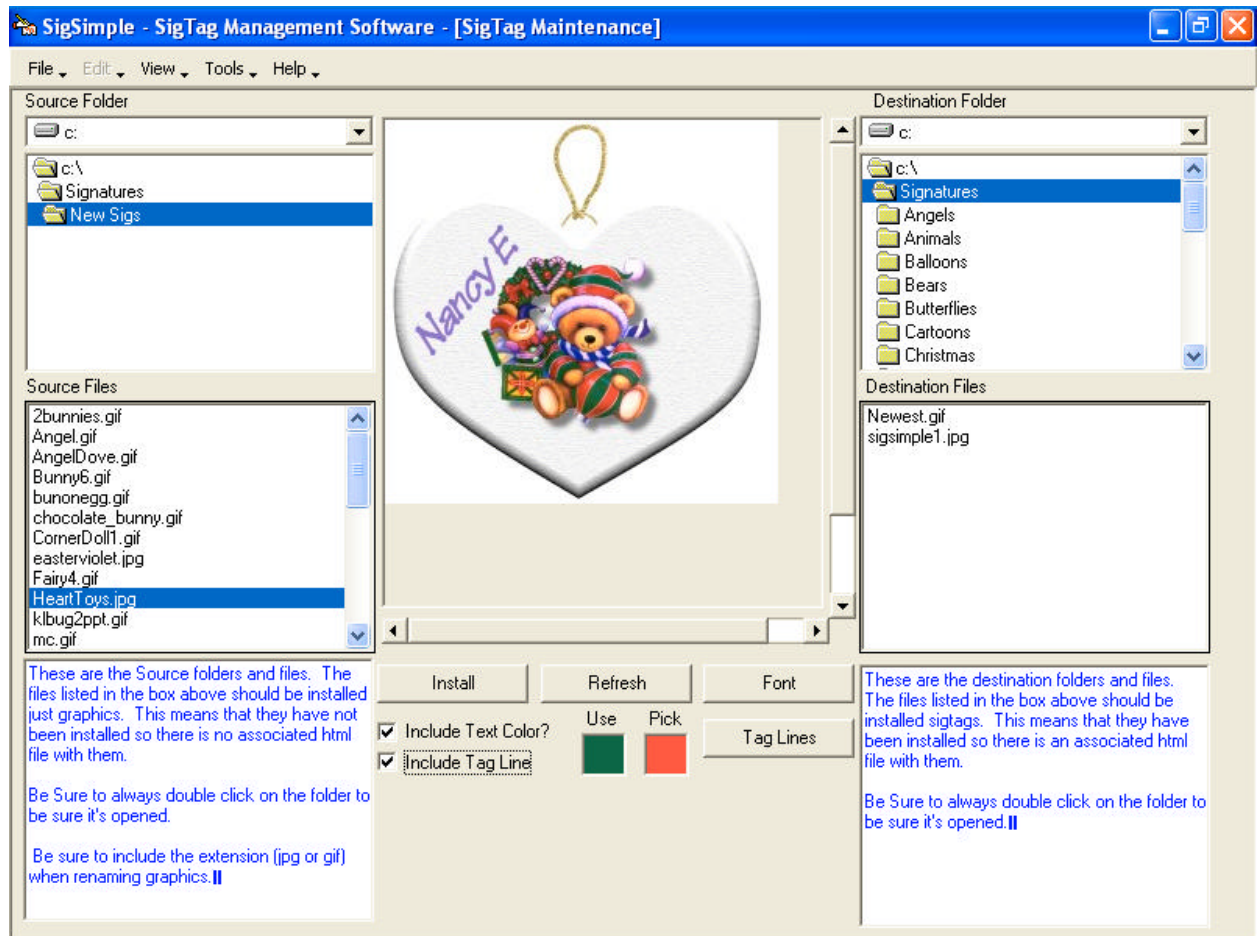 SigSimple - SigTag Management Software - [SigTag Maintenance]
File Edit View Tools Help
Source Folder
c:
c:\
Signatures
New Sigs
Source Files
2bunnies.gif
Angel.gif
AngelDove.gif
Bunny6.gif
bunonegg.gif
chocolate_bunny.gif
CornerDoll1.gif
easterviolet.jpg
Fairy4.gif
HeartToys.jpg
klbug2ppt.gif
mc.gif
These are the Source folders and files. The
files listed in the box above should be installed
just graphics. This means that they have not
been installed so there is no associated html
file with them.
Be Sure to always double click on the folder to
be sure it's opened.
Be sure to include the extension (jpg or gif)
when renaming graphics.
Nancy E
Install
Refresh
Font
Include Text Color?
Use
Pick
Tag Lines
Include Tag Line
Destination Folder
c:
c:\
Signatures
Angels
Animals
Balloons
Bears
Butterflies
Cartoons
Christmas
Destination Files
Newest.gif
sigsimple1.jpg
These are the destination folders and files.
The files listed in the box above should be
installed sigtags. This means that they have
been installed so there is an associated html
file with them.
Be Sure to always double click on the folder to
be sure it's opened.